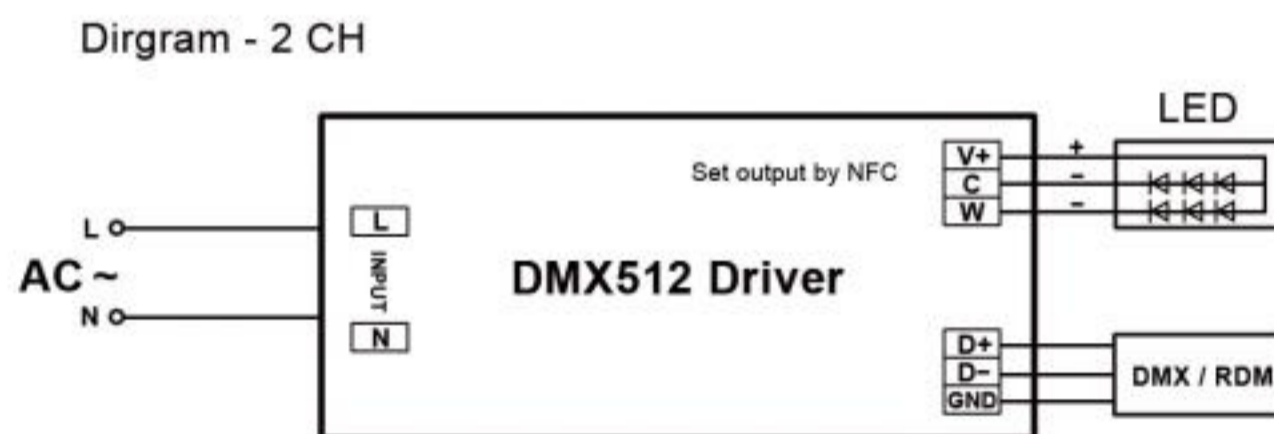 Dirgram - 2 CH
LED
Set output by NFC
V+
+
C
-
W
-
L
L
AC ~
INPUT
DMX512 Driver
N
N
D+
D-
DMX / RDM
GND